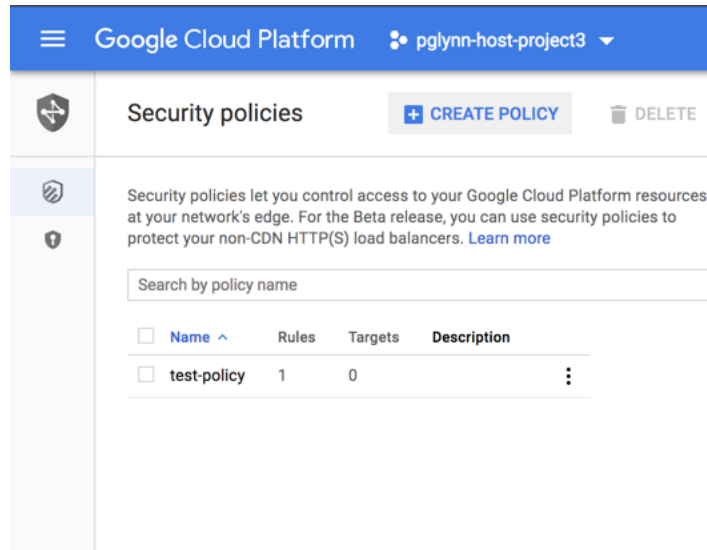 Google Cloud Platform pglynn-host-project3
Security policies CREATE POLICY DELETE
Security policies let you control access to your Google Cloud Platform resources
at your network's edge. For the Beta release, you can use security policies to
protect your non-CDN HTTP(S) load balancers. Learn more
Search by policy name
Name Rules Targets Description
test-policy 1 0